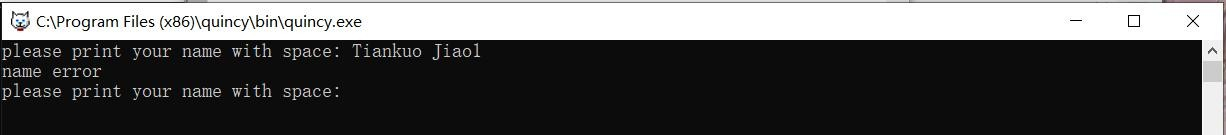 C:\Program Files (x86)\quincy\bin\quincy.exe
please print your name with space: Tiankuo Jiaol
name error
please print your name with space: